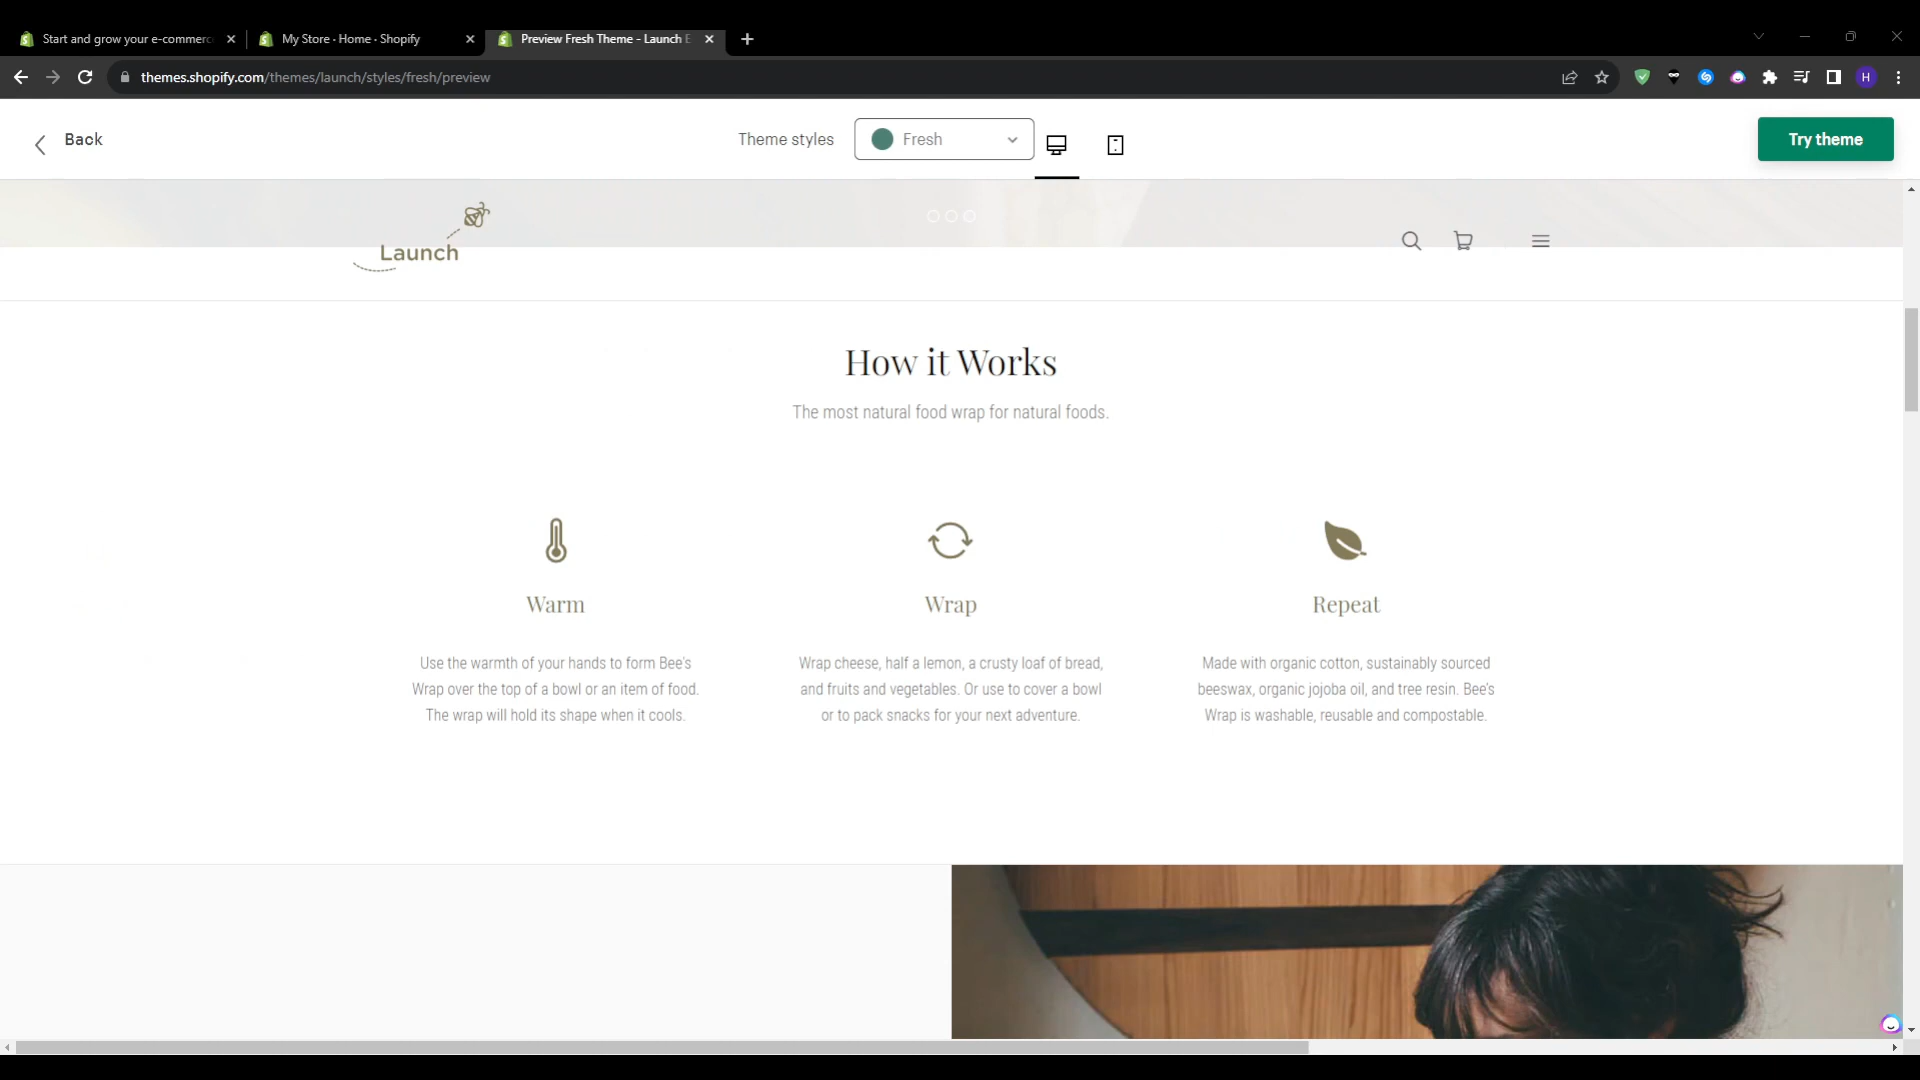 Start and grow your e-commerc
My Store · Home · Shopify
Preview Fresh Theme - Launch E
themes.shopify.com/themes/launch/styles/fresh/preview
H
Back
Theme styles
Fresh
Try theme
Launch
How it Works
The most natural food wrap for natural foods.
Warm
Wrap
Repeat
Use the warmth of your hands to form Bee's
Wrap over the top of a bowl or an item of food.
The wrap will hold its shape when it cools.
Wrap cheese, half a lemon, a crusty loaf of bread,
and fruits and vegetables. Or use to cover a bowl
or to pack snacks for your next adventure.
Made with organic cotton, sustainably sourced
beeswax, organic jojoba oil, and tree resin. Bee's
Wrap is washable, reusable and compostable.